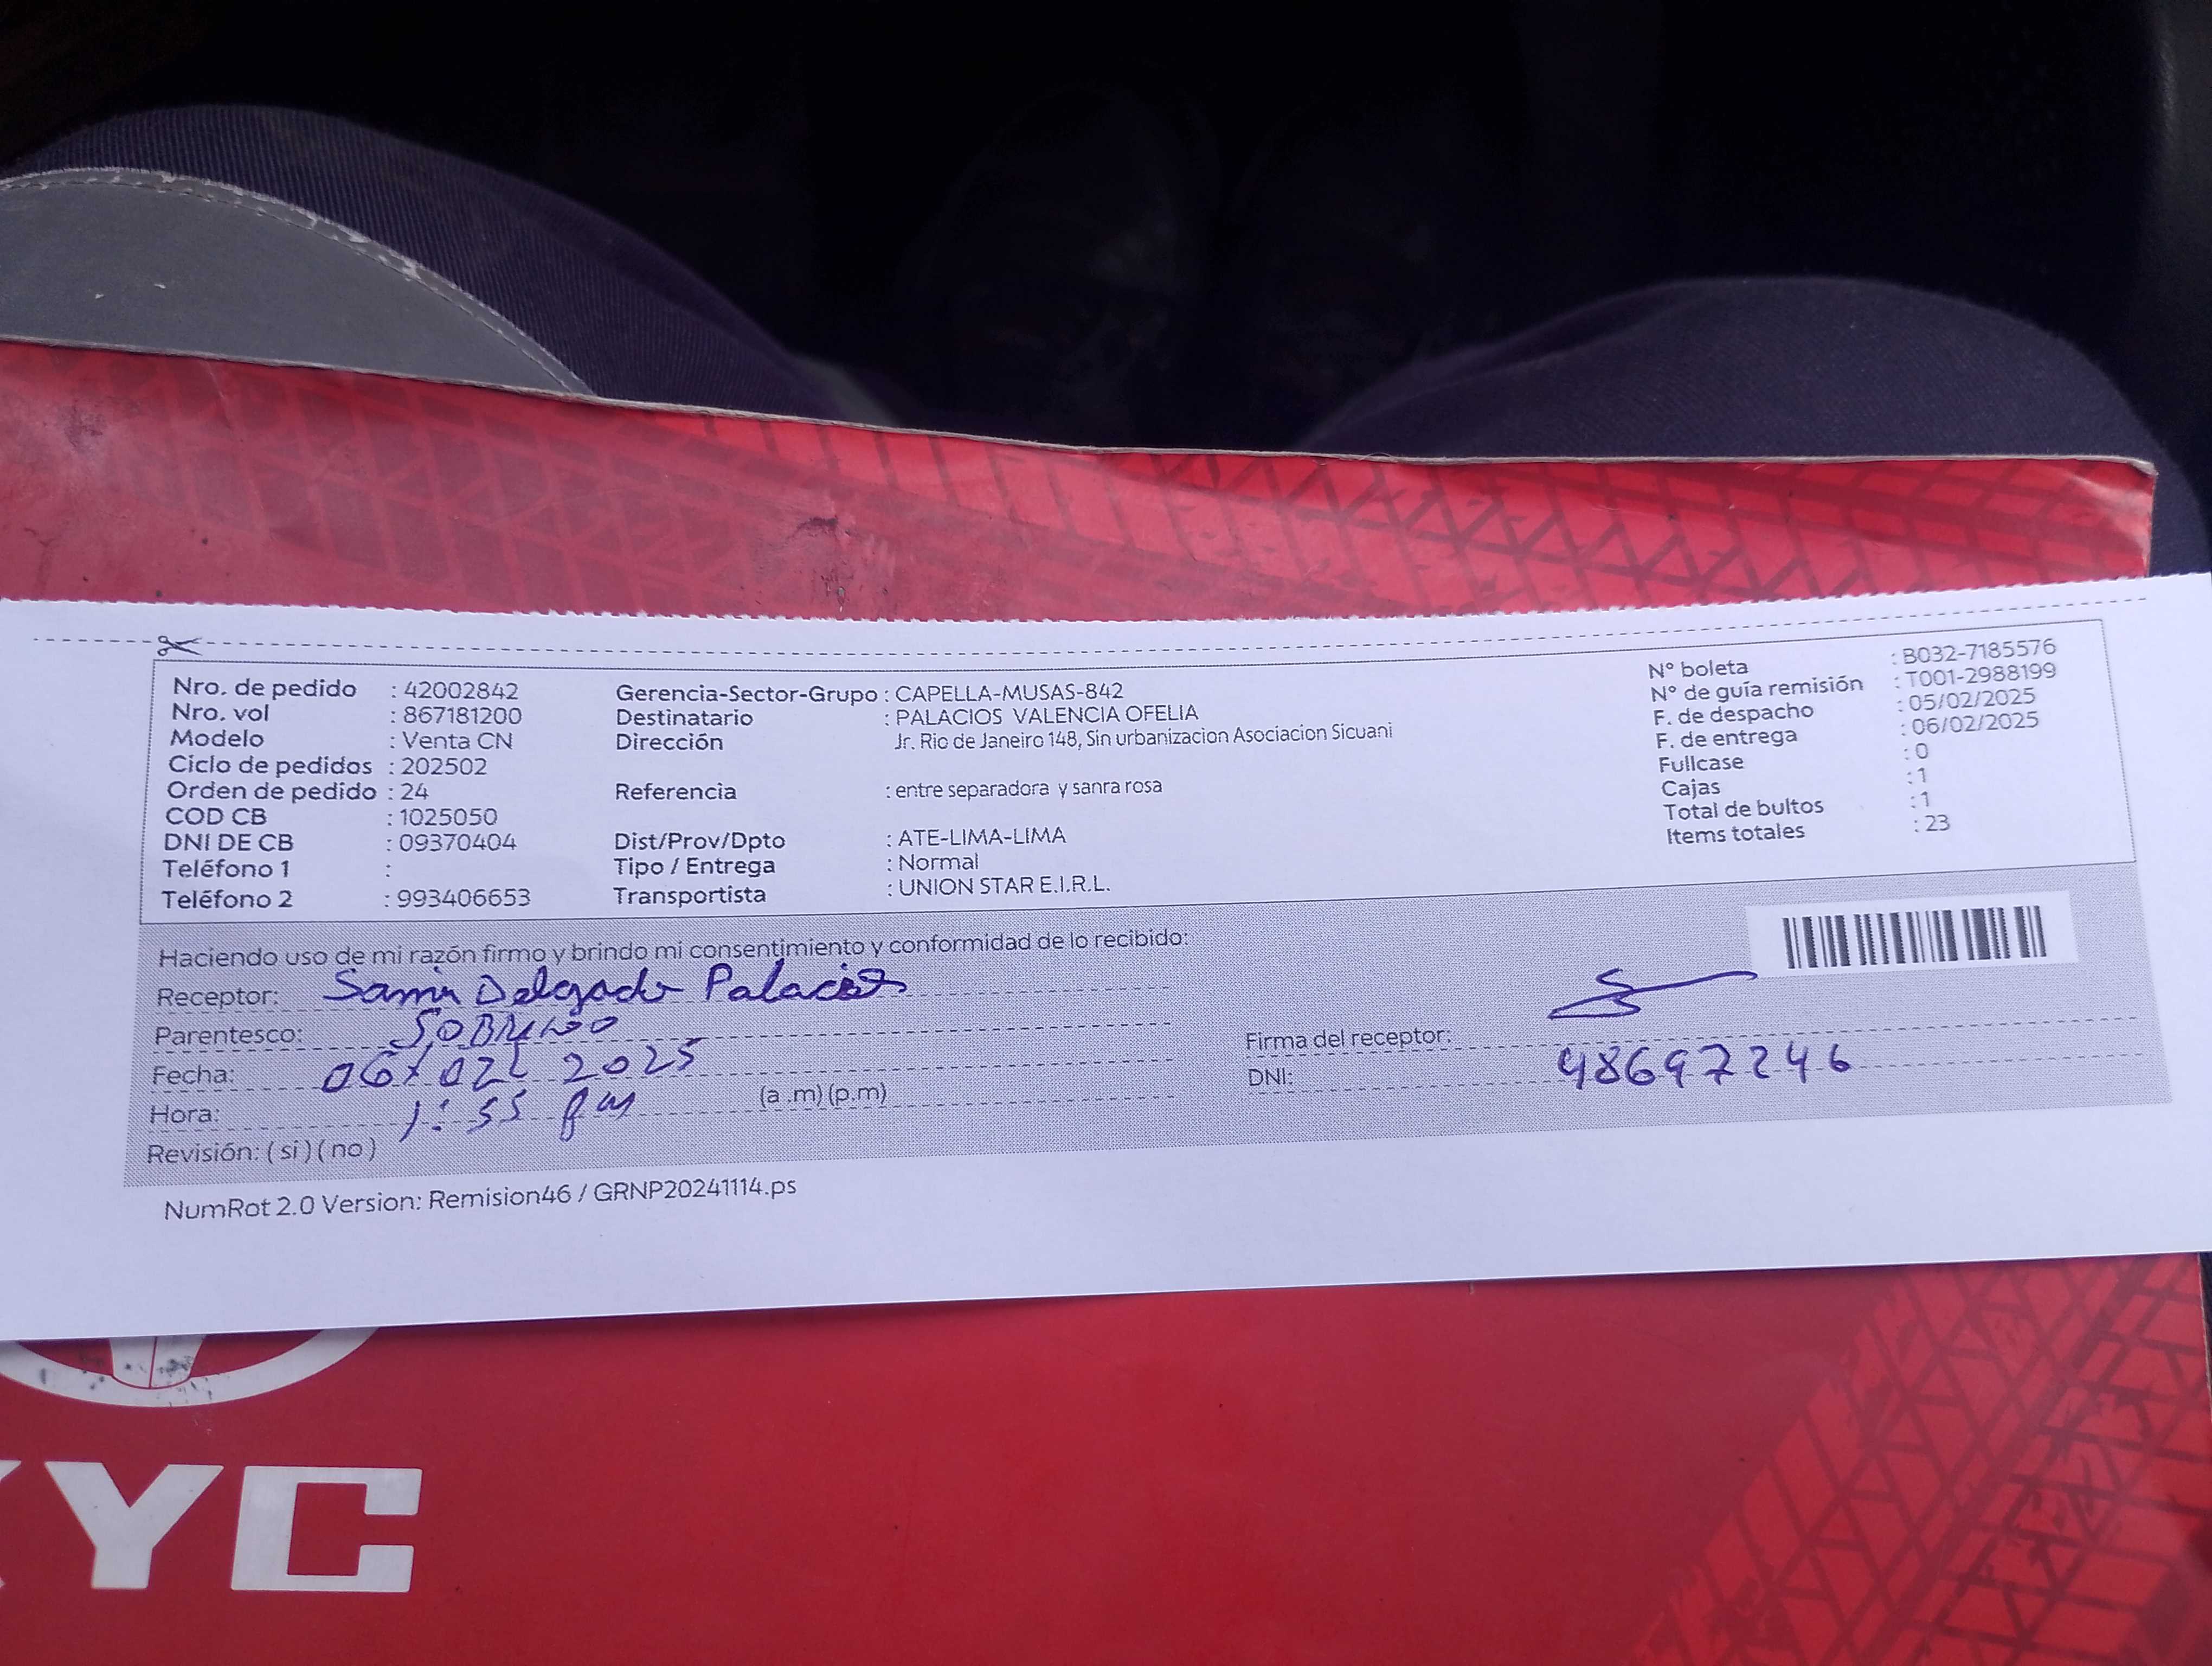 Nro. de pedido : 42002842
Nro. vol : 867181200
Modelo : Venta CN
Ciclo de pedidos : 202502
Orden de pedido : 24
COD CB : 1025050
DNI DE CB : 09370404
Teléfono 1 :
Teléfono 2 : 993406653
Gerencia-Sector-Grupo : CAPELLA-MUSAS-842
Destinatario : PALACIOS VALENCIA OFELIA
Dirección Jr. Rio de Janeiro 148, Sin urbanizacion Asociacion Sicuani
Referencia : entre separadora y sanra rosa
Dist/Prov/Dpto : ATE-LIMA-LIMA
Tipo / Entrega : Normal
Transportista : UNION STAR E.I.R.L.
N° boleta : B032-7185576
N° de guía remisión : T001-2988199
F. de despacho : 05/02/2025
F. de entrega : 06/02/2025
Fullcase : 0
Cajas : 1
Total de bultos : 1
Items totales : 23
Haciendo uso de mi razón firmo y brindo mi consentimiento y conformidad de lo recibido:
Receptor: Samir Delgado Palacios
Parentesco: SOBRINO
Fecha: 06/02/2025
Hora: 1:55 pm (a .m) (p.m)
Revisión: ( si ) ( no )
Firma del receptor:
DNI: 48697246
NumRot 2.0 Version: Remision46 / GRNP20241114.ps
YC